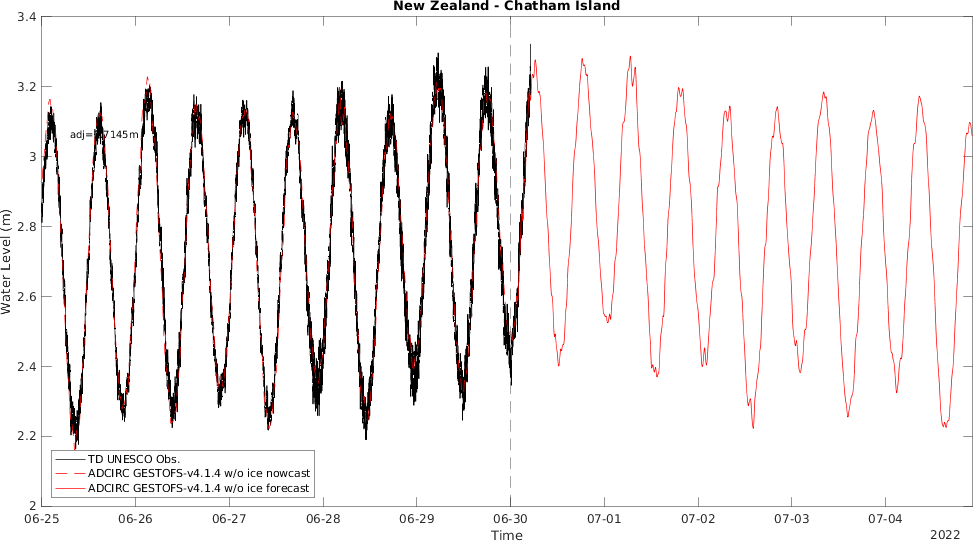 New Zealand - Chatham Island
3.4
3.2
3
2.8
2.6
2.4
2.2
2
Water Level (m)
TD UNESCO Obs.
ADCIRC GESTOFS-v4.1.4 w/o ice nowcast
ADCIRC GESTOFS-v4.1.4 w/o ice forecast
06-25 06-26 06-27 06-28 06-29 06-30 07-01 07-02 07-03 07-04
Time
2022